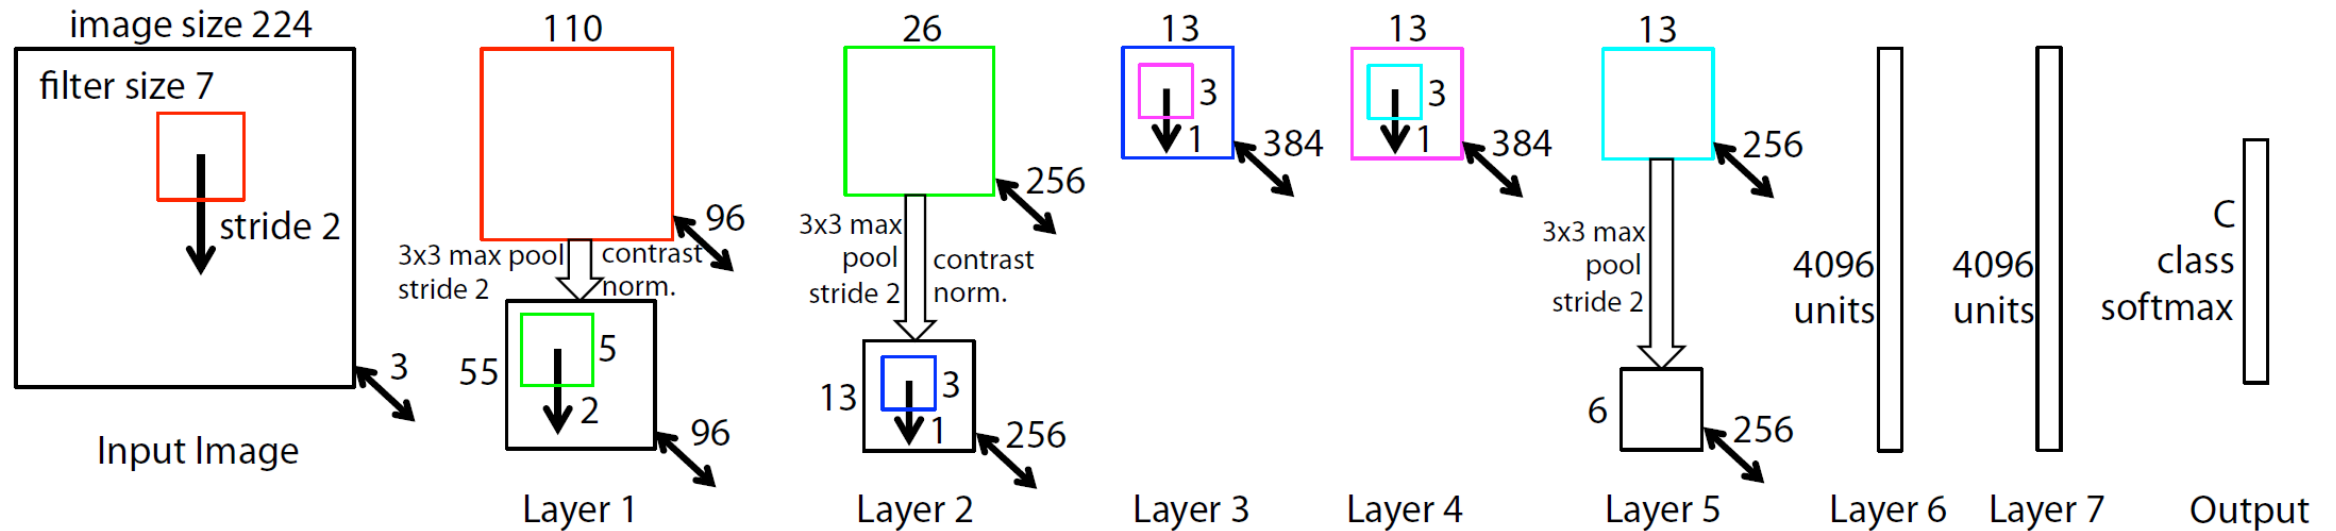 image size 224
filter size 7
stride 2
3
Input Image
110
96
3x3 max pool
stride 2
contrast
norm.
55
5
2
96
Layer 1
26
256
3x3 max
pool
stride 2
contrast
norm.
13
3
1
256
Layer 2
13
3
1
384
Layer 3
13
3
1
384
Layer 4
13
256
3x3 max
pool
stride 2
6
256
Layer 5
4096
units
Layer 6
4096
units
Layer 7
C
class
softmax
Output